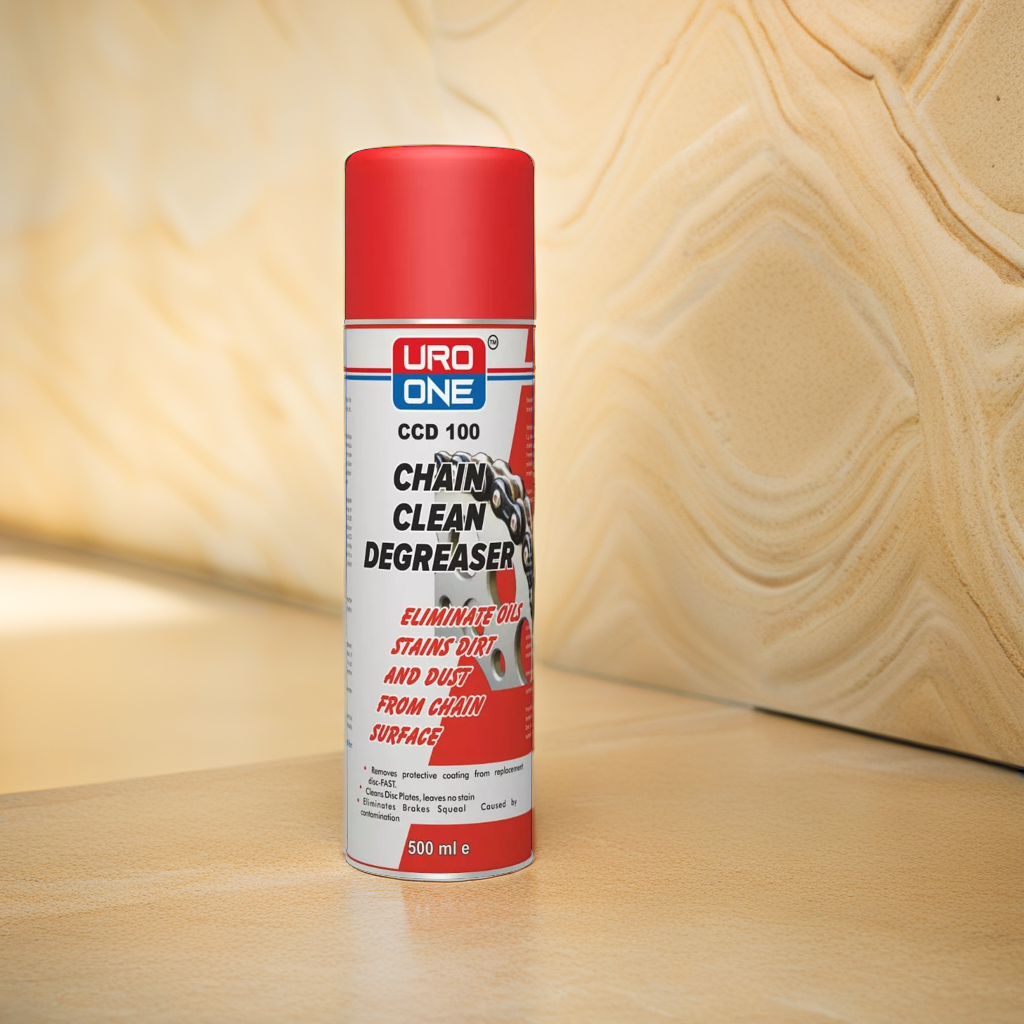 URO
ONE
TM
CCD 100
CHAIN
CLEAN
DEGREASER
ELIMINATE OILS
STAINS DIRT
AND DUST
FROM CHAIN
SURFACE
• Removes protective coating from replacement
disc-FAST.
• Cleans Disc Plates, leaves no stain
• Eliminates Brakes Squeal Caused by
contamination
500 ml e